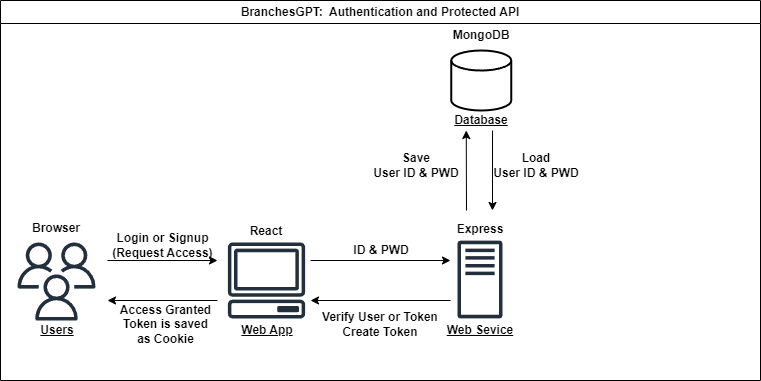 BranchesGPT:  Authentication and Protected API
MongoDB
Database
Save
User ID & PWD
Load
User ID & PWD
Browser
Users
Login or Signup
(Request Access)
Access Granted
Token is saved
as Cookie
React
Web App
ID & PWD
Verify User or Token
Create Token
Express
Web Sevice